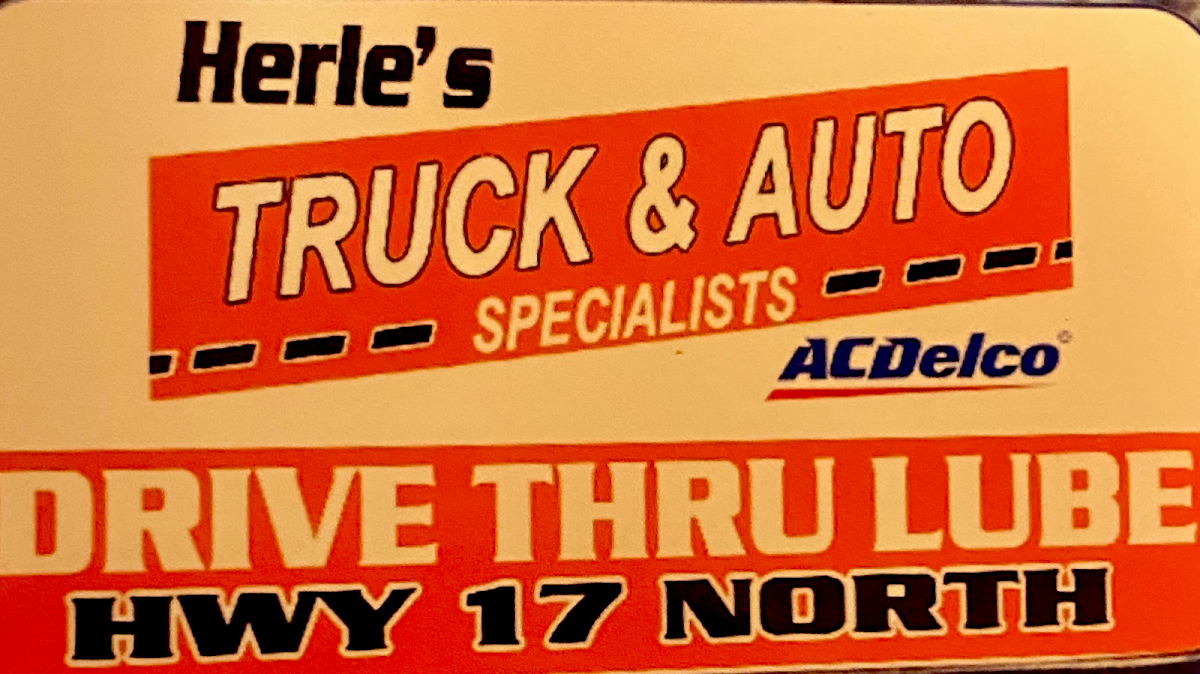 Herle's
TRUCK & AUTO
SPECIALISTS
ACDelco®
DRIVE THRU LUBE
HWY 17 NORTH